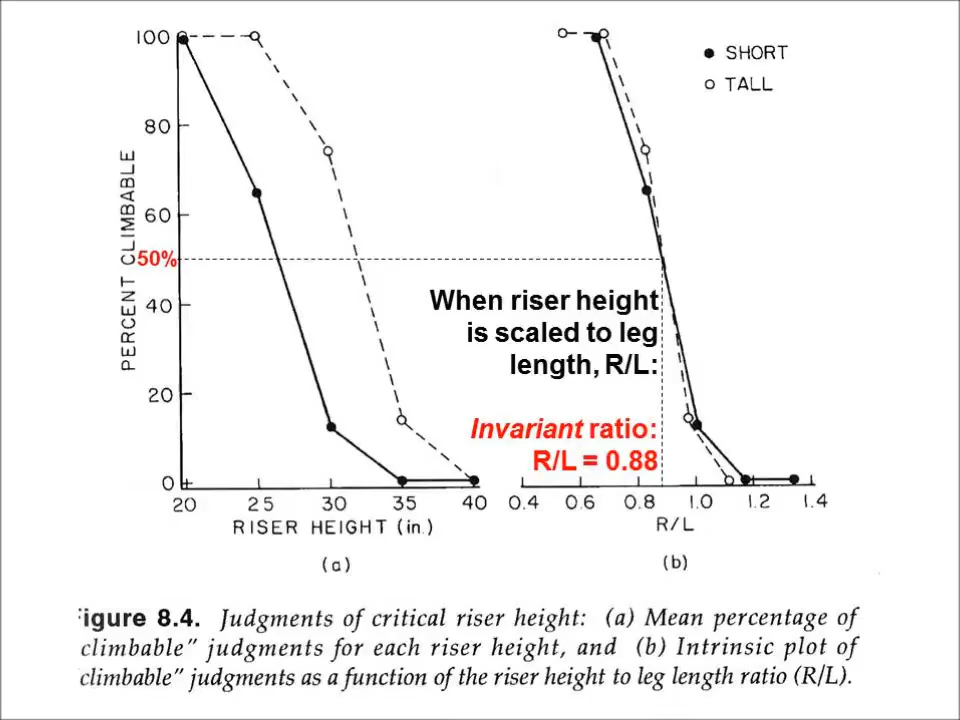 100
80
60
50%
40
20
0
PERCENT CLIMBABLE
20 25 30 35 40
RISER HEIGHT (in.)
(a)
SHORT
TALL
When riser height
is scaled to leg
length, R/L:
Invariant ratio:
R/L = 0.88
0.4 0.6 0.8 1.0 1.2 1.4
R/L
(b)
igure 8.4. Judgments of critical riser height: (a) Mean percentage of
climbable" judgments for each riser height, and (b) Intrinsic plot of
climbable" judgments as a function of the riser height to leg length ratio (R/L).